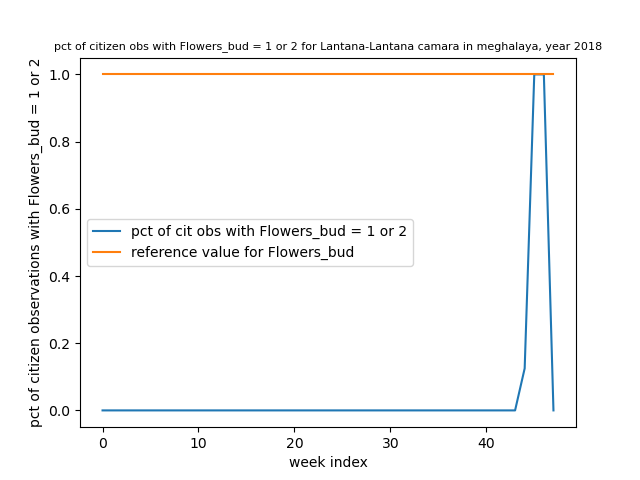 pct of citizen obs with Flowers_bud = 1 or 2 for Lantana-Lantana camara in meghalaya, year 2018
pct of citizen observations with Flowers_bud = 1 or 2
1.0
0.8
0.6
0.4
0.2
0.0
pct of cit obs with Flowers_bud = 1 or 2
reference value for Flowers_bud
0 10 20 30 40
week index